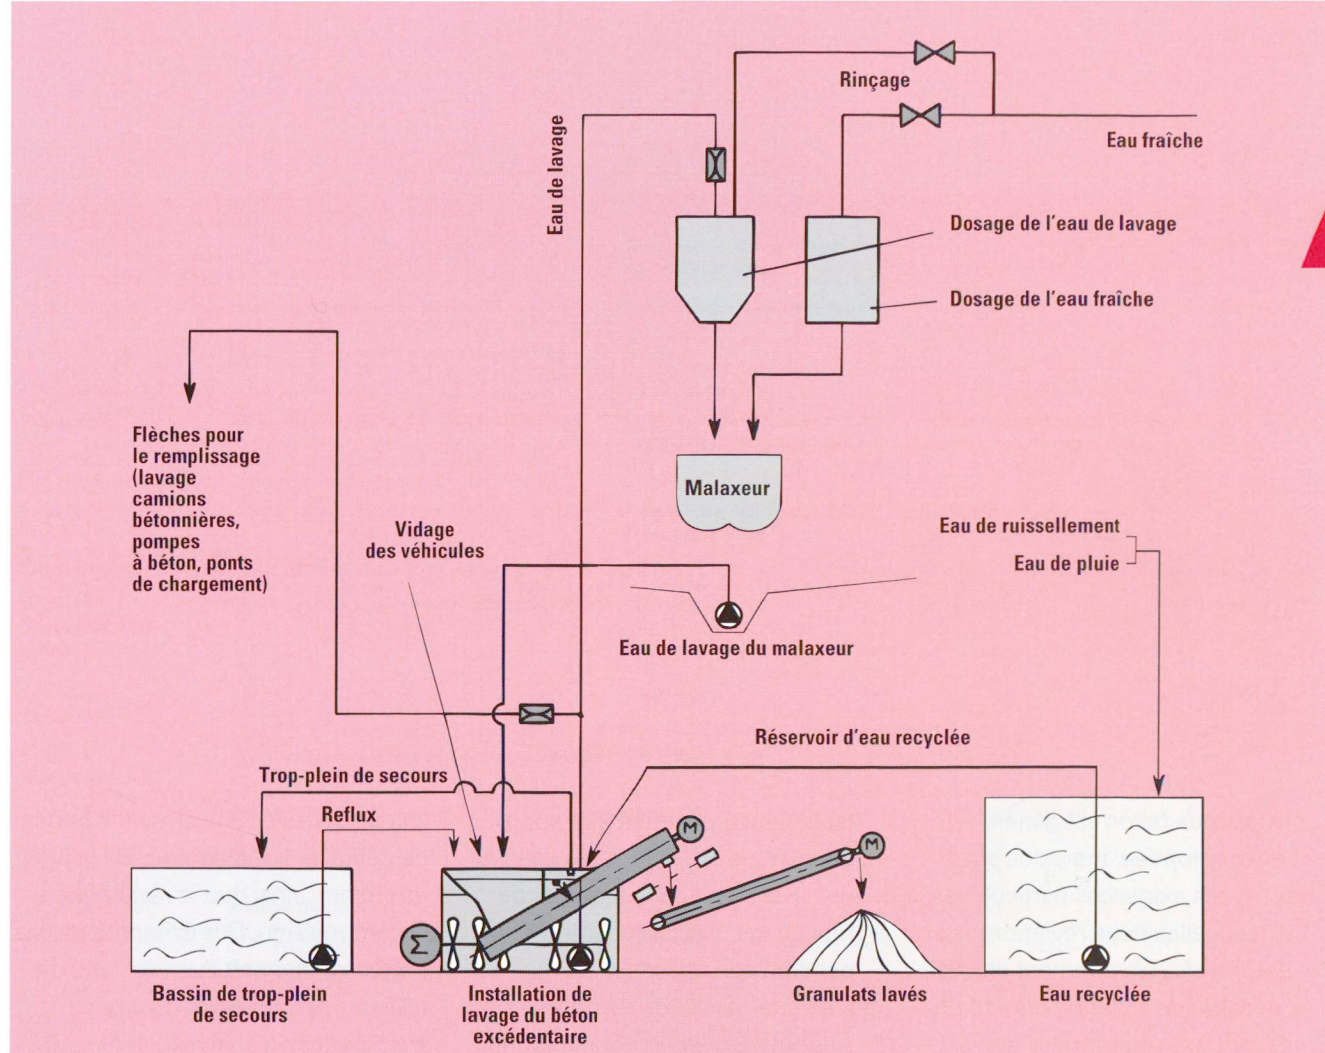 Rinçage
Eau fraîche
Eau de lavage
Dosage de l'eau de lavage
Dosage de l'eau fraîche
Flèches pour
le remplissage
(lavage
camions
bétonnières,
pompes
à béton, ponts
de chargement)
Vidage
des véhicules
Malaxeur
Eau de ruissellement
Eau de pluie
Eau de lavage du malaxeur
Réservoir d'eau recyclée
Trop-plein de secours
Reflux
M
M
Σ
Bassin de trop-plein
de secours
Installation de
lavage du béton
excédentaire
Granulats lavés
Eau recyclée